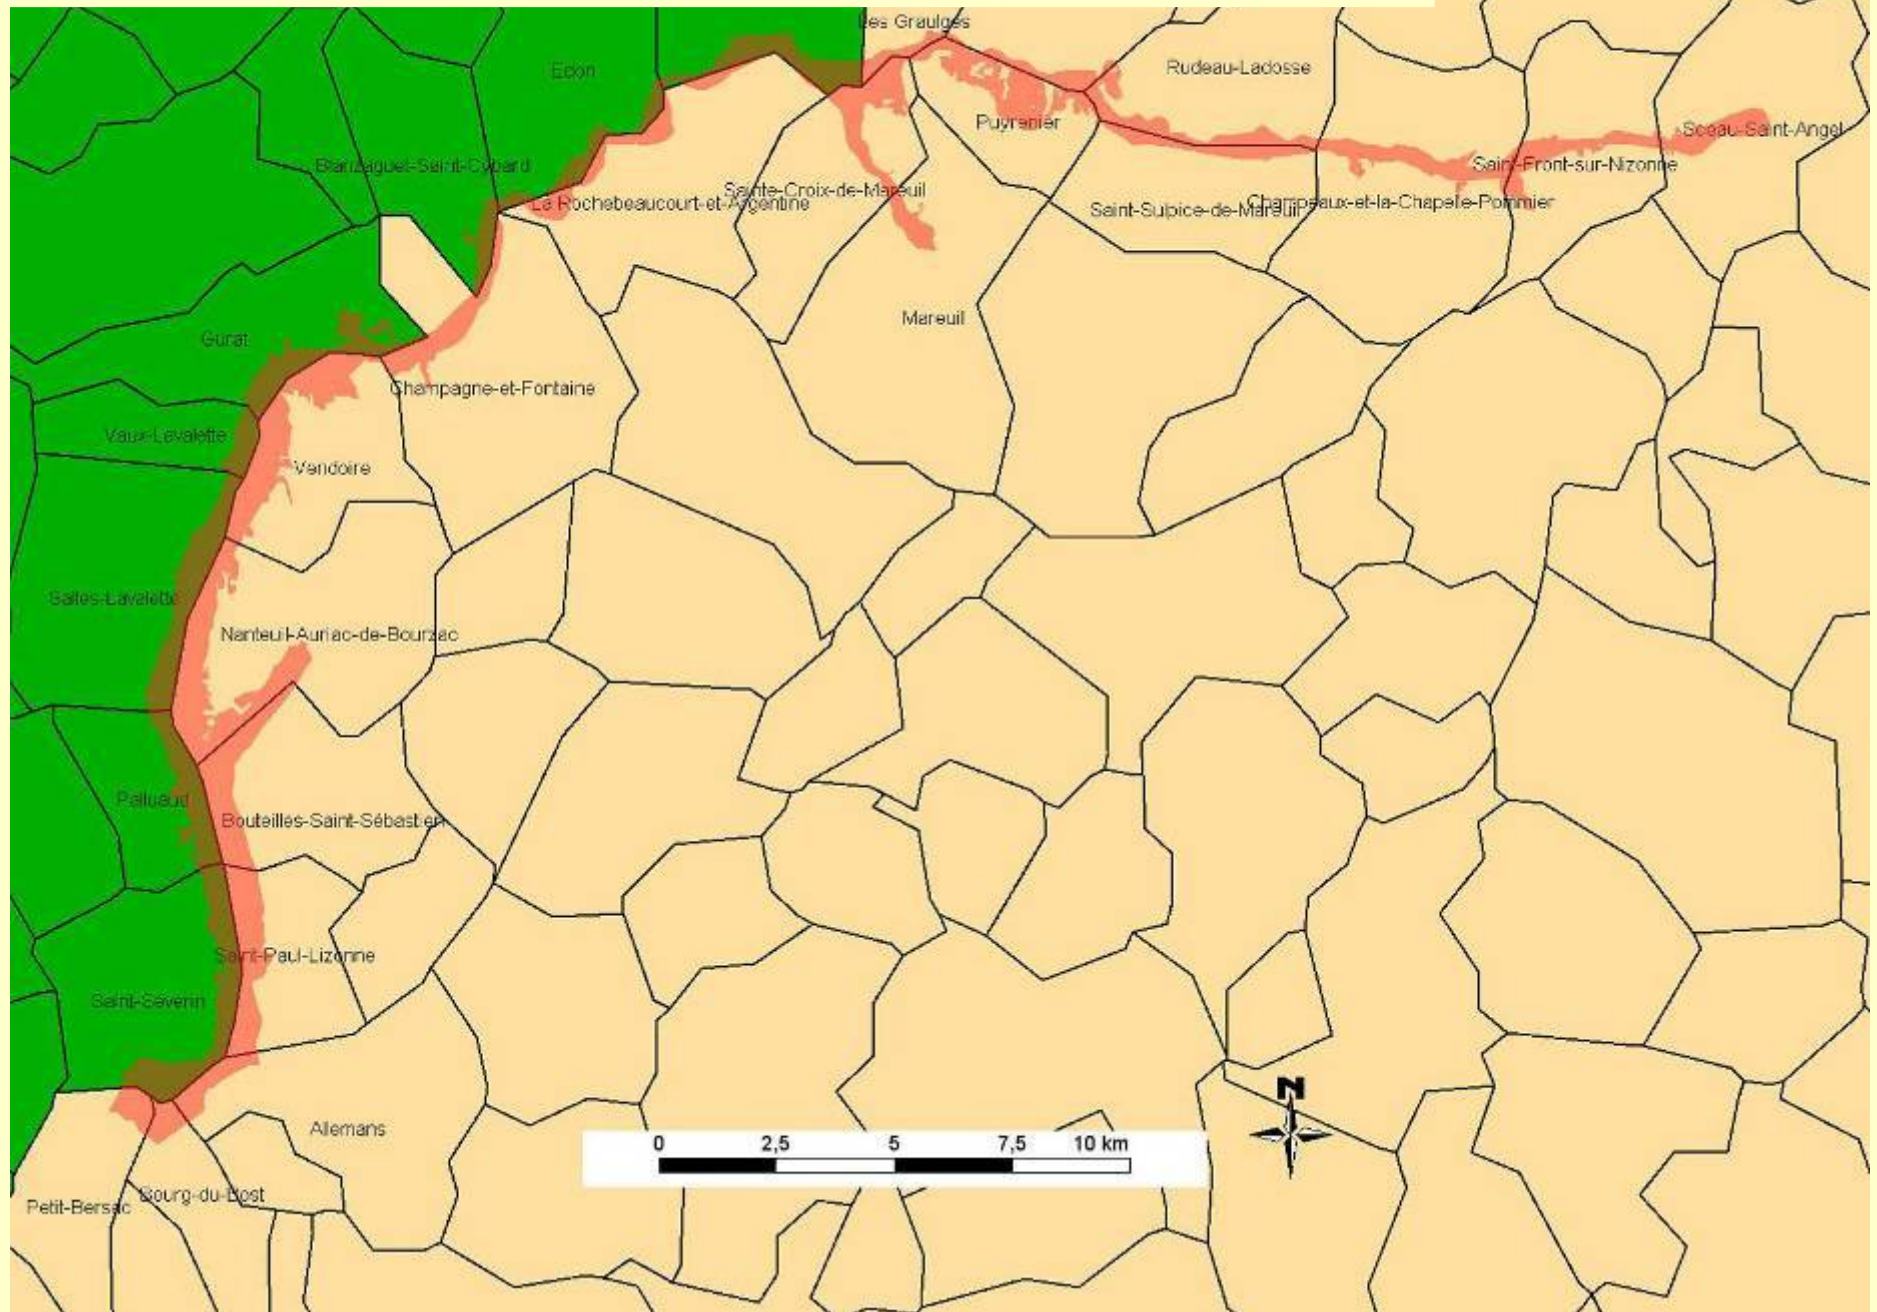 Les Graulges
Rudeau-Ladosse
Edon
Puyrenier
Sceau-Saint-Angel
Blanzaguet-Saint-Cybard
Saint-Front-sur-Nizonne
Sainte-Croix-de-Mareuil
La Rochebeaucourt-et-Argentine
Saint-Sulpice-de-Mareuil
Champeaux-et-la-Chapelle-Pommier
Mareuil
Gurat
Champagne-et-Fontaine
Vaux-Lavalette
Vendoire
Salles-Lavalette
Nanteuil-Auriac-de-Bourzac
Palluaud
Bouteilles-Saint-Sébastien
Saint-Paul-Lizonne
Saint-Severin
N
Allemans
0 2,5 5 7,5 10 km
Bourg-du-Bost
Petit-Bersac